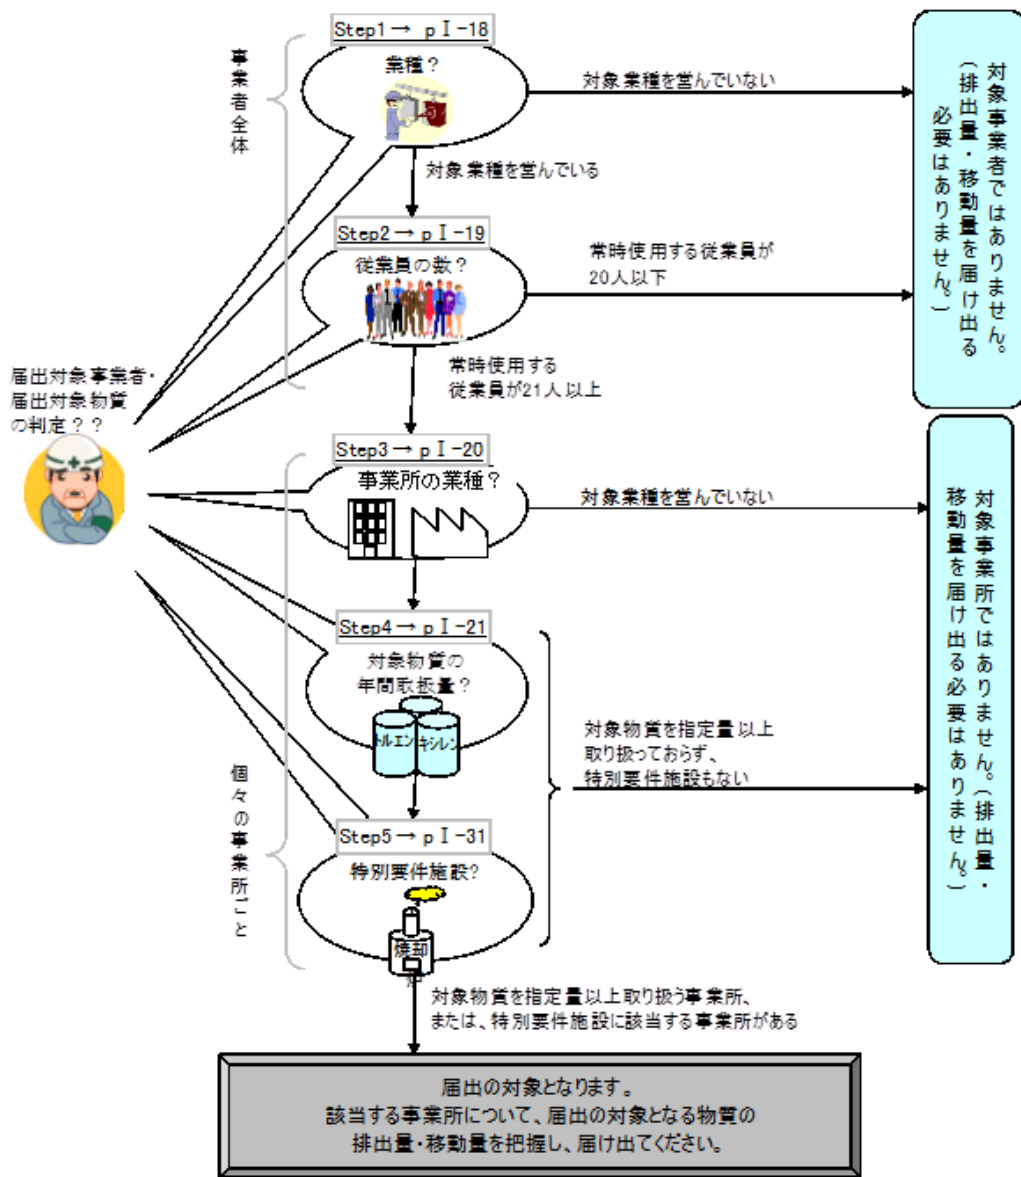 Step1→ pⅠ-18
業種？
対象業種を営んでいない
対象業種を営んでいる
事業者全体
Step2→ pⅠ-19
従業員の数？
常時使用する従業員が
20人以下
常時使用する
従業員が21人以上
対象事業者ではありません。
（排出量・移動量を届け出る
必要はありません。）
届出対象事業者・
届出対象物質
の判定？？
Step3→ pⅠ-20
事業所の業種？
対象業種を営んでいない
Step4→ pⅠ-21
対象物質の
年間取扱量？
トルエン
キシレン
対象物質を指定量以上
取り扱っておらず、
特別要件施設もない
個々の事業所ごと
Step5→ pⅠ-31
特別要件施設?
焼却
炉
対象事業所ではありません。（排出量・
移動量を届け出る必要はありません。）
対象物質を指定量以上取り扱う事業所、
または、特別要件施設に該当する事業所がある
届出の対象となります。
該当する事業所について、届出の対象となる物質の
排出量・移動量を把握し、届け出てください。